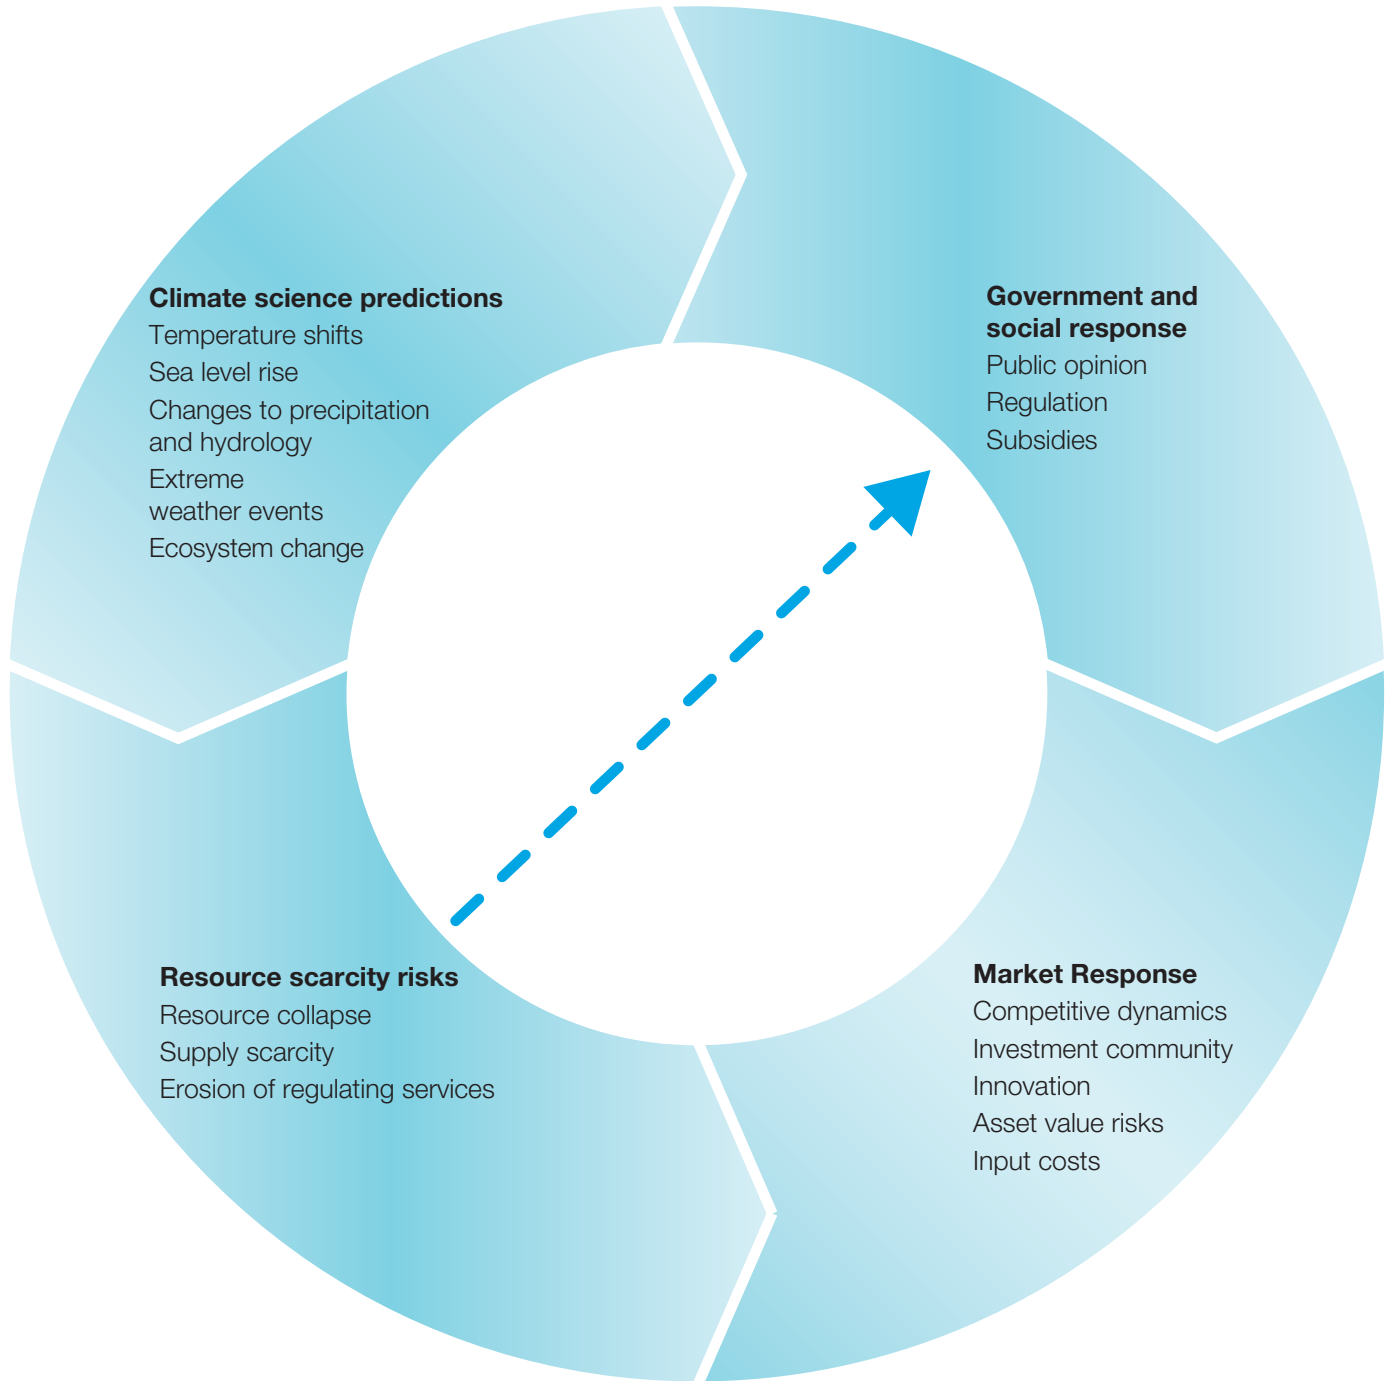 Climate science predictions
Temperature shifts
Sea level rise
Changes to precipitation
and hydrology
Extreme
weather events
Ecosystem change
Government and
social response
Public opinion
Regulation
Subsidies
Resource scarcity risks
Resource collapse
Supply scarcity
Erosion of regulating services
Market Response
Competitive dynamics
Investment community
Innovation
Asset value risks
Input costs